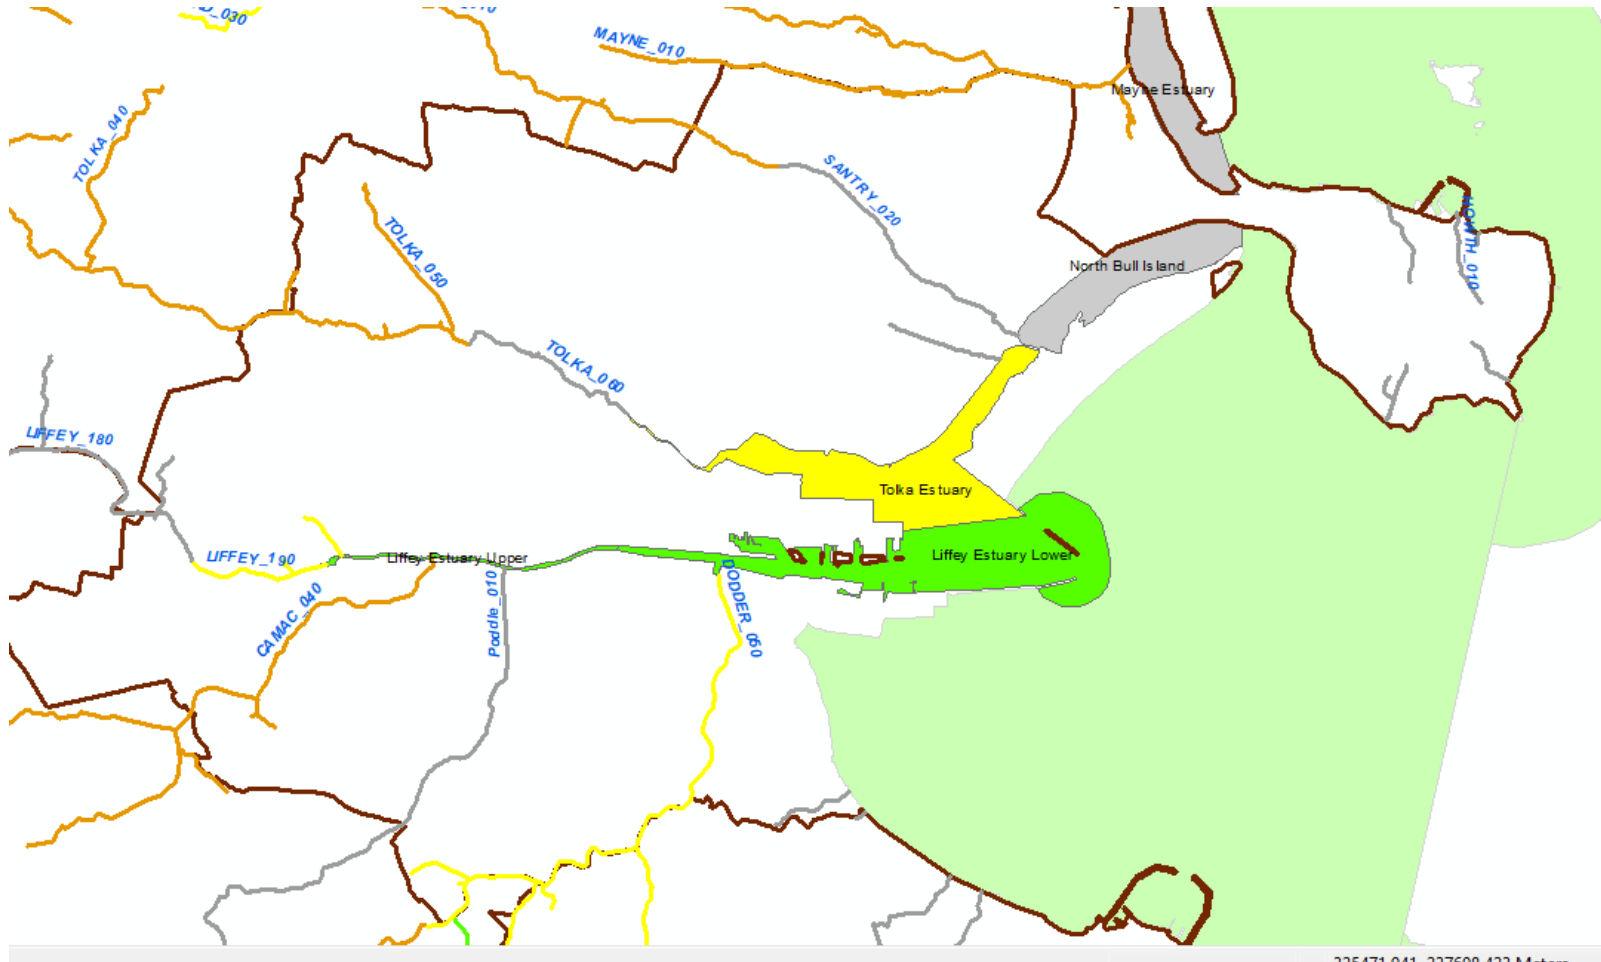 _030
MAYNE_010
Mayne Estuary
TOLKA_040
SANTRY_020
TOLKA_050
HOWTH_010
North Bull Island
TOLKA_060
LIFFEY_180
Tolka Estuary
LIFFEY_190
Liffey Estuary Upper
Liffey Estuary Lower
CAMAC_040
Poddle_010
DODDER_050